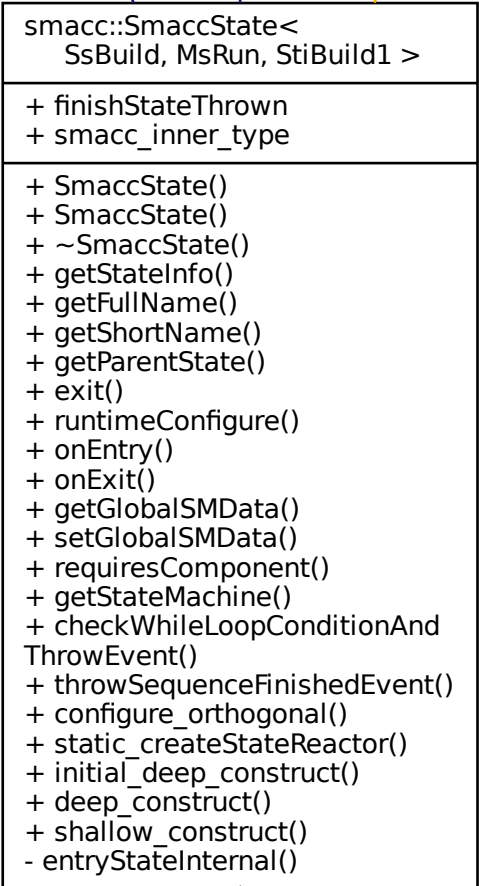 smacc::SmaccState<
SsBuild, MsRun, StiBuild1 >
+ finishStateThrown
+ smacc_inner_type
+ SmaccState()
+ SmaccState()
+ ~SmaccState()
+ getStateInfo()
+ getFullName()
+ getShortName()
+ getParentState()
+ exit()
+ runtimeConfigure()
+ onEntry()
+ onExit()
+ getGlobalSMData()
+ setGlobalSMData()
+ requiresComponent()
+ getStateMachine()
+ checkWhileLoopConditionAnd
ThrowEvent()
+ throwSequenceFinishedEvent()
+ configure_orthogonal()
+ static_createStateReactor()
+ initial_deep_construct()
+ deep_construct()
+ shallow_construct()
- entryStateInternal()